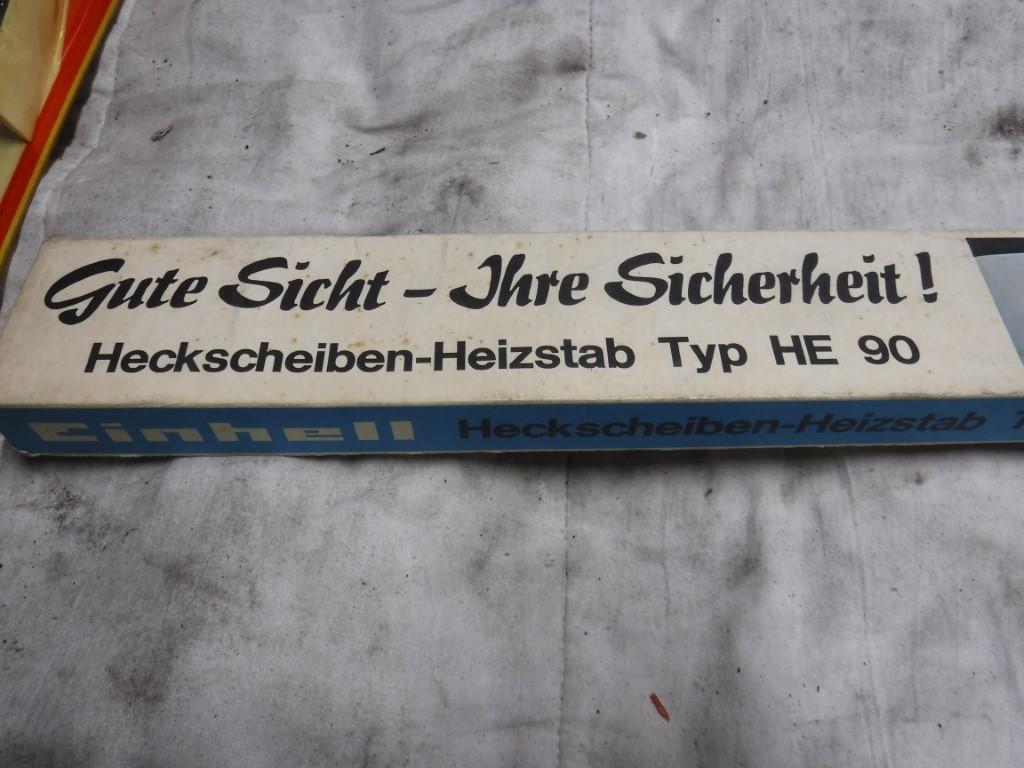 Gute Sicht – Ihre Sicherheit!
Heckscheiben-Heizstab Typ HE 90
Einhell Heckscheiben-Heizstab